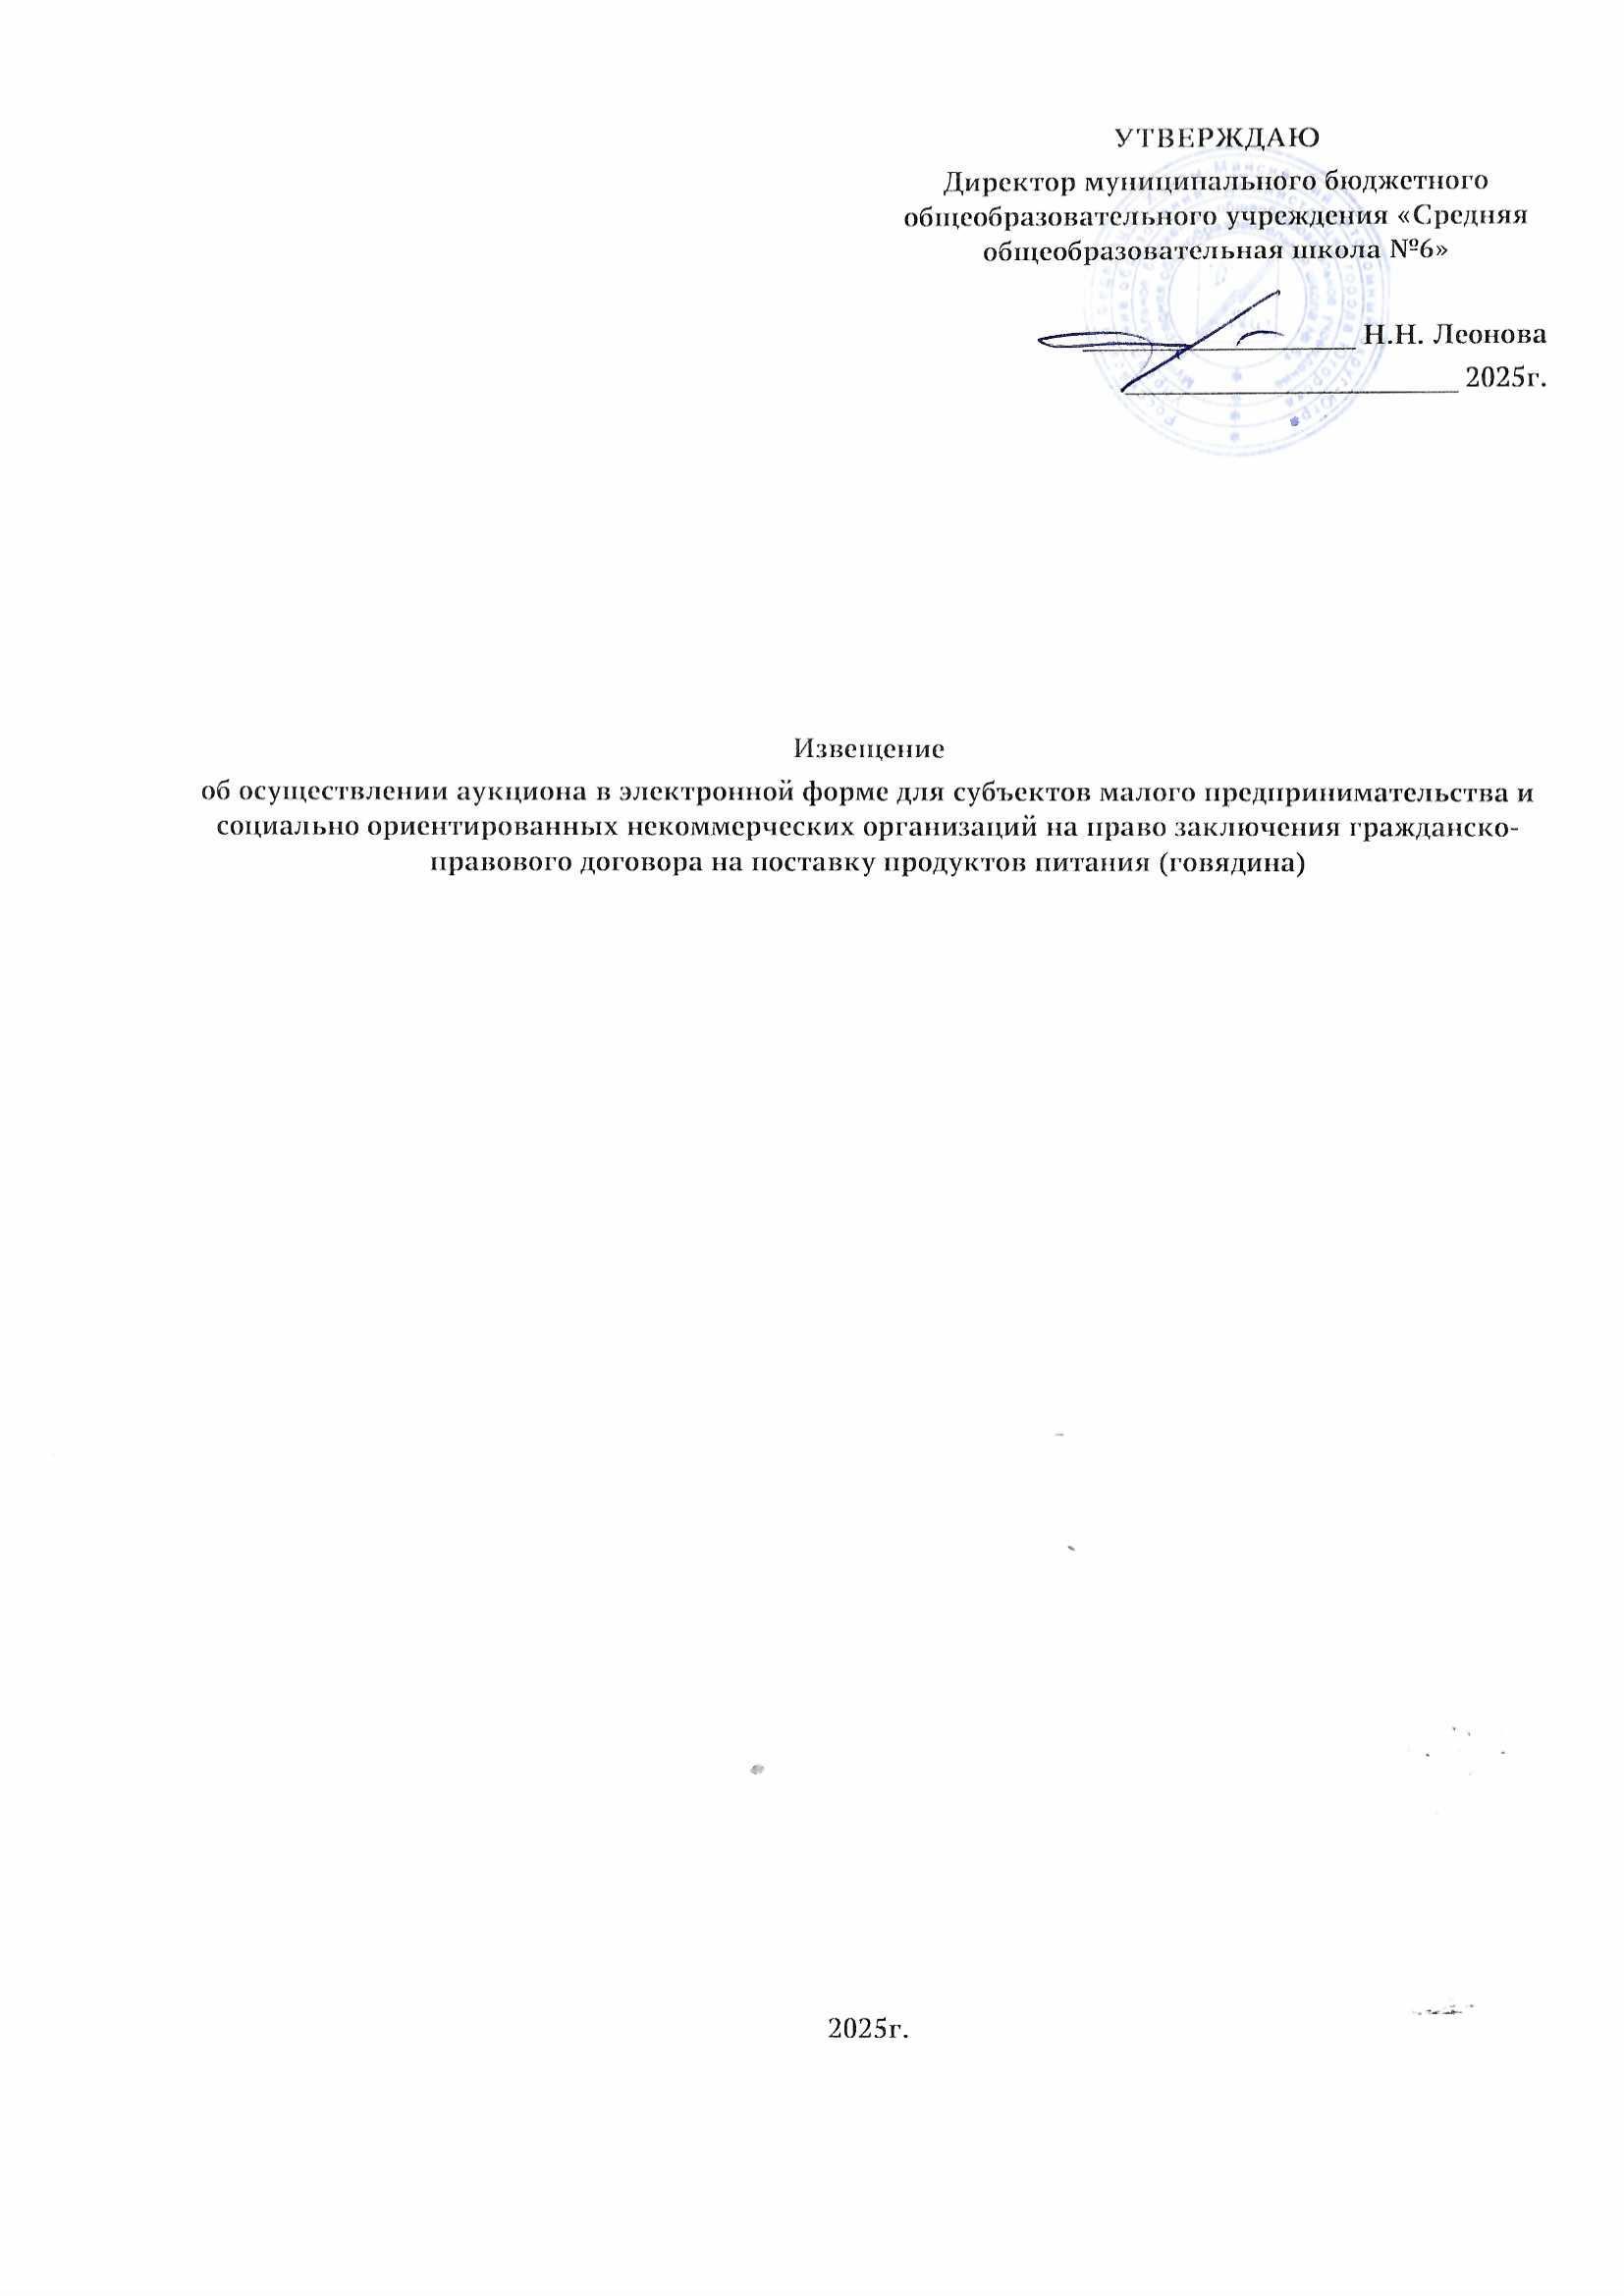 УТВЕРЖДАЮ
Директор муниципального бюджетного
общеобразовательного учреждения «Средняя
общеобразовательная школа №6»
Н.Н. Леонова
2025г.
Извещение
об осуществлении аукциона в электронной форме для субъектов малого предпринимательства и
социально ориентированных некоммерческих организаций на право заключения гражданско-
правового договора на поставку продуктов питания (говядина)
2025г.